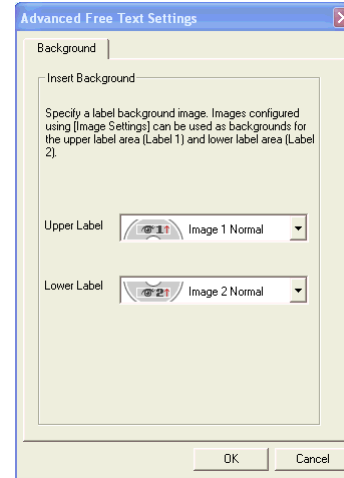 Advanced Free Text Settings
Background
Insert Background
Specify a label background image. Images configured
using [Image Settings] can be used as backgrounds for
the upper label area (Label 1) and lower label area (Label
2).
Upper Label 1 Image 1 Normal
Lower Label 2 Image 2 Normal
OK Cancel